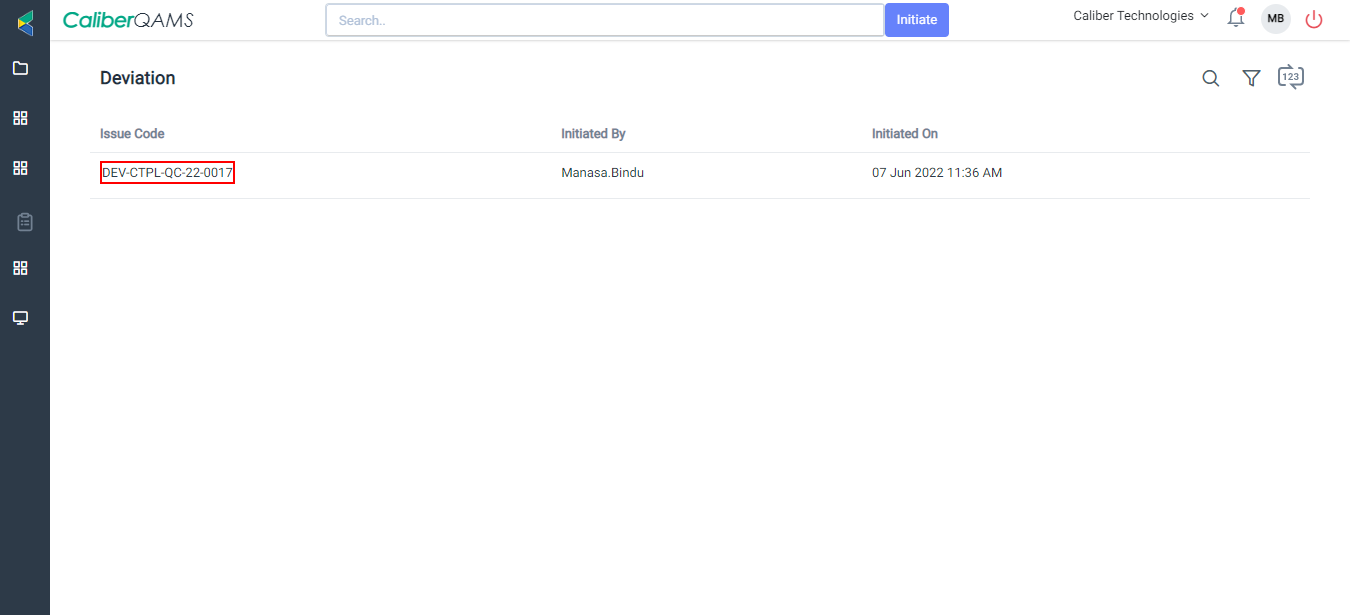 CaliberQAMS
Search..
Initiate
Caliber Technologies
MB
Deviation
123
Issue Code Initiated By Initiated On
DEV-CTPL-QC-22-0017 Manasa.Bindu 07 Jun 2022 11:36 AM